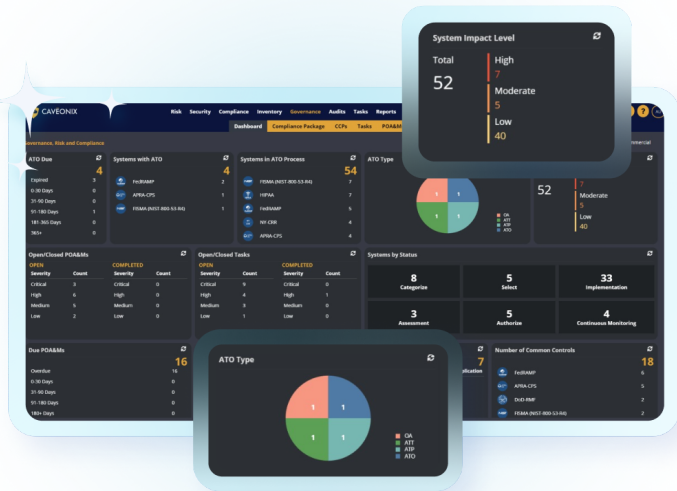 System Impact Level
Total
52
High
7
Moderate
5
Low
40
CAVEONIX
Risk Security Compliance Inventory Governance Audits Tasks Reports
Dashboard Compliance Package CCPs Tasks POA&M
Governance, Risk and Compliance
ATO Due
4
Expired 3
0-30 Days 0
31-90 Days 0
91-180 Days 1
181-365 Days 0
365+ 0
Systems with ATO
4
FedRAMP 2
APRA-CPS 1
FISMA (NIST-800-53-R4) 1
Systems in ATO Process
54
FISMA (NIST-800-53-R4) 7
HIPAA 7
FedRAMP 5
NY-CRR 4
APRA-CPS 4
ATO Type
1 1
1 1
OA
ATT
ATP
ATO
52
7
Moderate
5
Low
40
Open/Closed POA&Ms
OPEN COMPLETED
Severity Count Severity Count
Critical 3 Critical 0
High 6 High 0
Medium 5 Medium 0
Low 2 Low 0
Open/Closed Tasks
OPEN COMPLETED
Severity Count Severity Count
Critical 9 Critical 0
High 4 High 1
Medium 3 Medium 0
Low 1 Low 0
Systems by Status
8
Categorize
5
Select
33
Implementation
3
Assessment
5
Authorize
4
Continuous Monitoring
Due POA&Ms
16
Overdue 16
0-30 Days 0
31-90 Days 0
91-180 Days 0
180+ Days 0
ATO Type
1 1
1 1
OA
ATT
ATP
ATO
7
Number of Common Controls
18
FedRAMP 6
APRA-CPS 5
DoD-RMF 2
FISMA (NIST-800-53-R4) 2